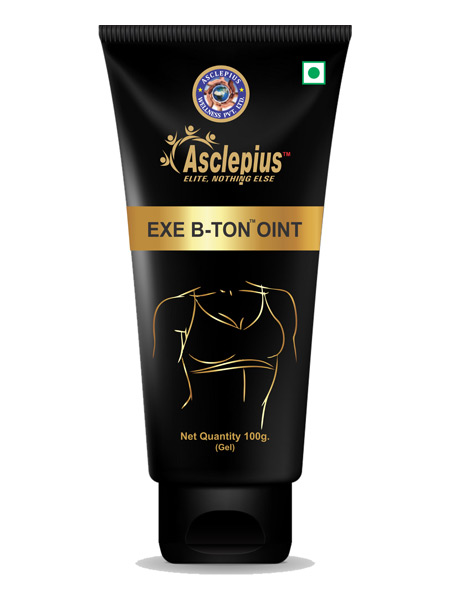 ASCLEPIUS
WELLNESS PVT. LTD.
Asclepius™
ELITE, NOTHING ELSE
EXE B-TON™ OINT
Net Quantity 100g.
(Gel)